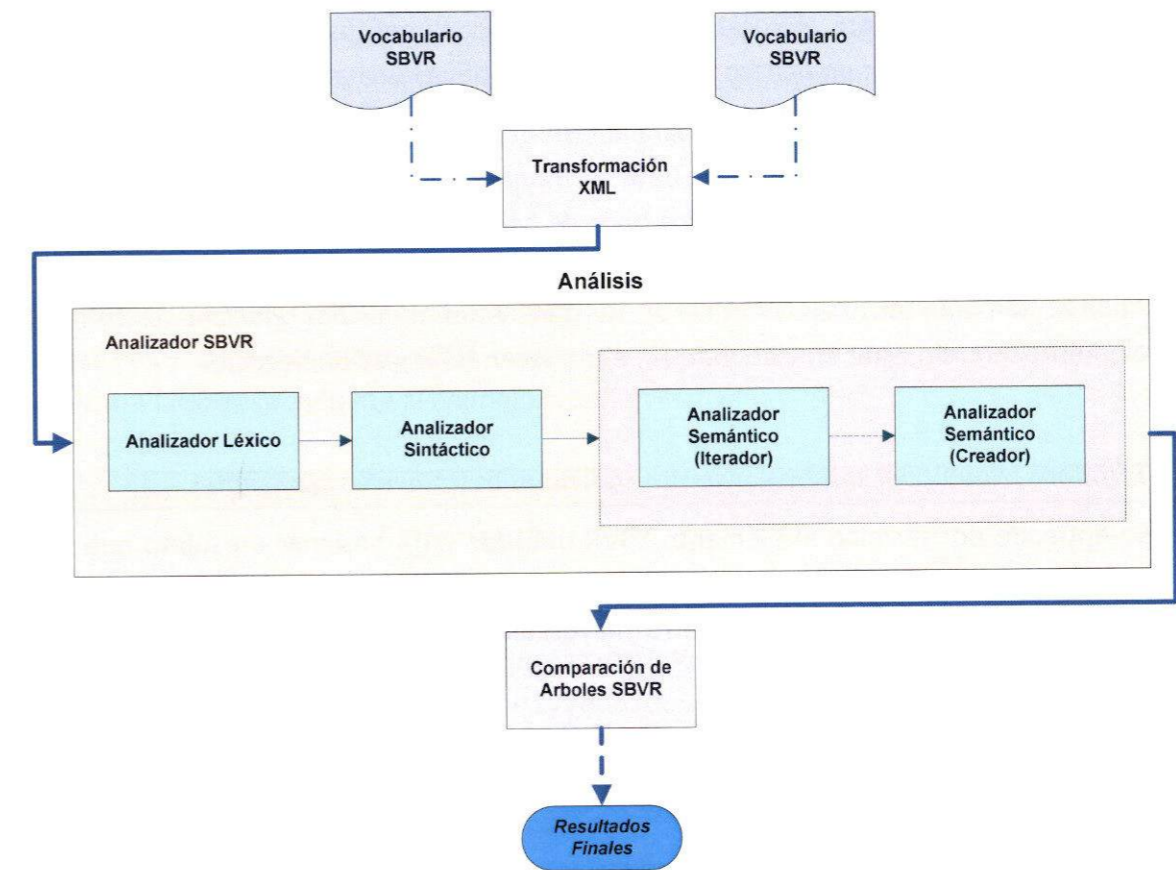 Vocabulario
SBVR
Vocabulario
SBVR
Transformación
XML
Análisis
Analizador SBVR
Analizador Léxico
Analizador
Sintáctico
Analizador
Semántico
(Iterador)
Analizador
Semántico
(Creador)
Comparación de
Arboles SBVR
Resultados
Finales